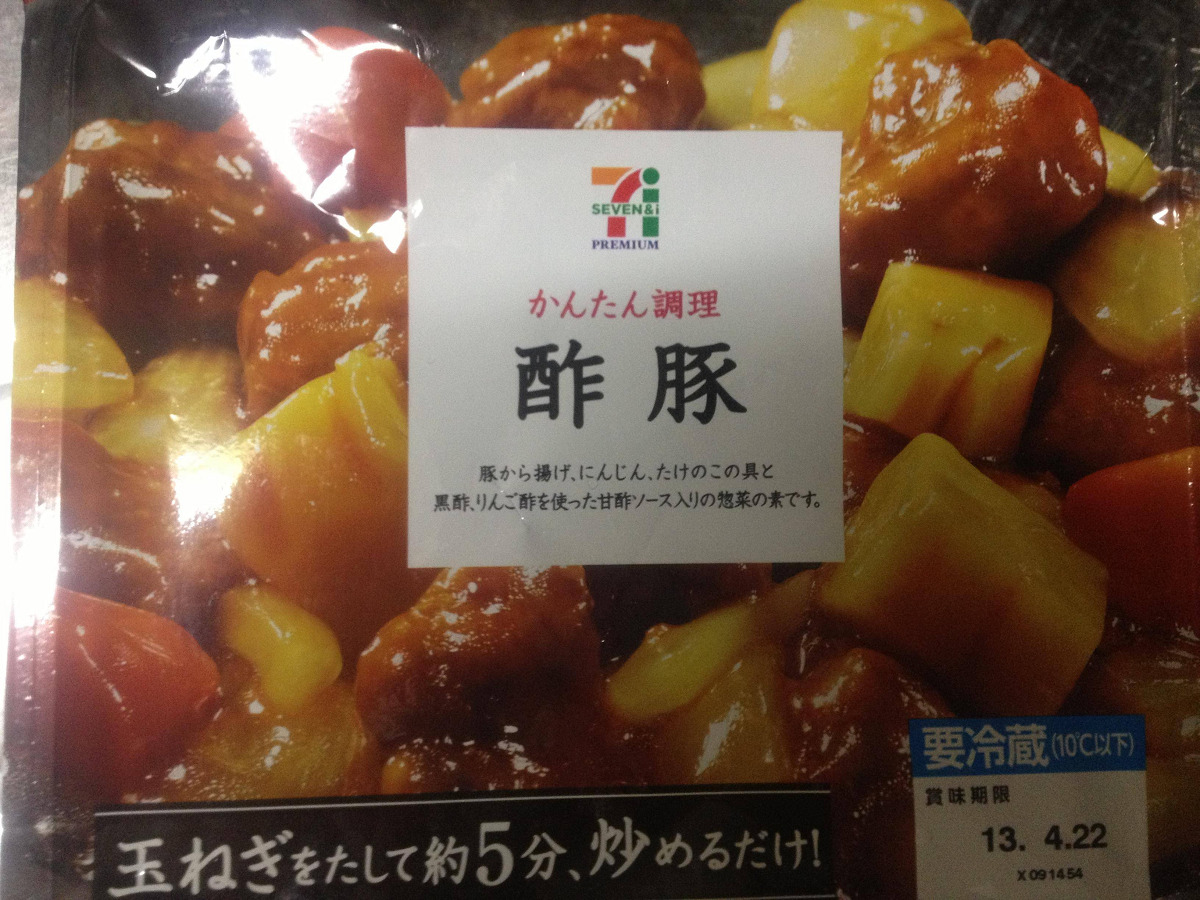 SEVEN&i
PREMIUM
かんたん調理
酢豚
豚から揚げ、にんじん、たけのこの具と
黒酢、りんご酢を使った甘酢ソース入りの惣菜の素です。
玉ねぎをたして約5分、炒めるだけ!
要冷蔵(10℃以下)
賞味期限
13. 4.22
X091454